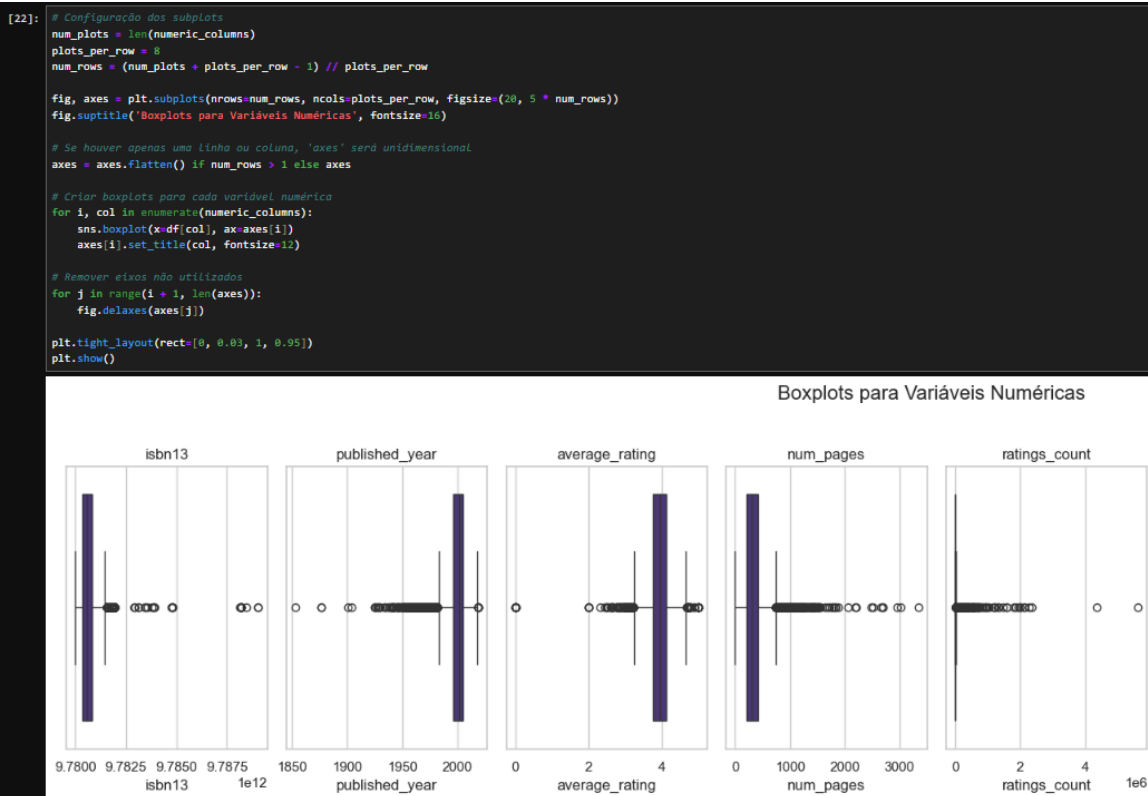 [22]: # Configuração dos subplots
num_plots = len(numeric_columns)
plots_per_row = 8
num_rows = (num_plots + plots_per_row - 1) // plots_per_row
fig, axes = plt.subplots(nrows=num_rows, ncols=plots_per_row, figsize=(20, 5 * num_rows))
fig.suptitle('Boxplots para Variáveis Numéricas', fontsize=16)
# Se houver apenas uma linha ou coluna, 'axes' será unidimensional
axes = axes.flatten() if num_rows > 1 else axes
# Criar boxplots para cada variável numérica
for i, col in enumerate(numeric_columns):
    sns.boxplot(x=df[col], ax=axes[i])
    axes[i].set_title(col, fontsize=12)
# Remover eixos não utilizados
for j in range(i + 1, len(axes)):
    fig.delaxes(axes[j])
plt.tight_layout(rect=[0, 0.03, 1, 0.95])
plt.show()
Boxplots para Variáveis Numéricas
isbn13 published_year average_rating num_pages ratings_count
9.7800 9.7825 9.7850 9.7875 1850 1900 1950 2000 0 2 4 0 1000 2000 3000 0 2 4
isbn13 1e12 published_year average_rating num_pages ratings_count 1e6